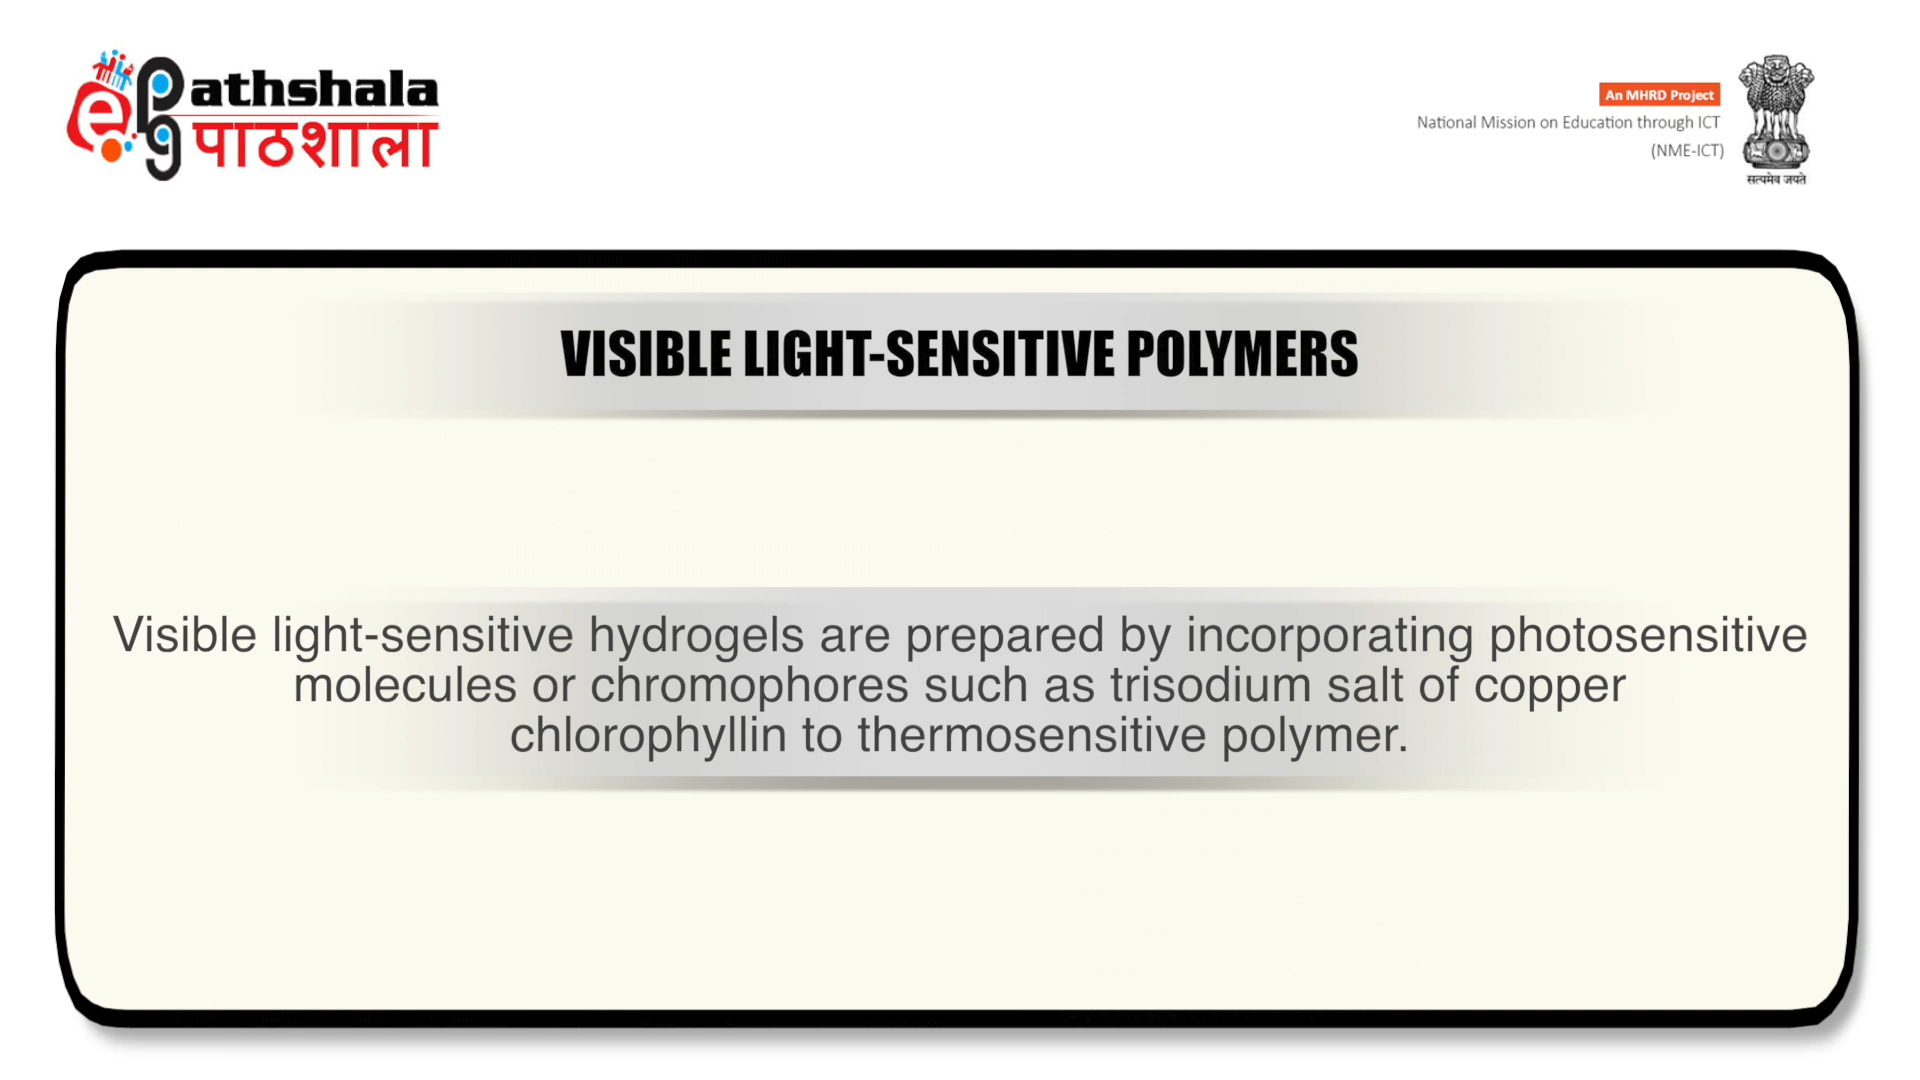 ePg Pathshala
पाठशाला
An MHRD Project
National Mission on Education through ICT
(NME-ICT)
सत्यमेव जयते
VISIBLE LIGHT-SENSITIVE POLYMERS
Visible light-sensitive hydrogels are prepared by incorporating photosensitive
molecules or chromophores such as trisodium salt of copper
chlorophyllin to thermosensitive polymer.